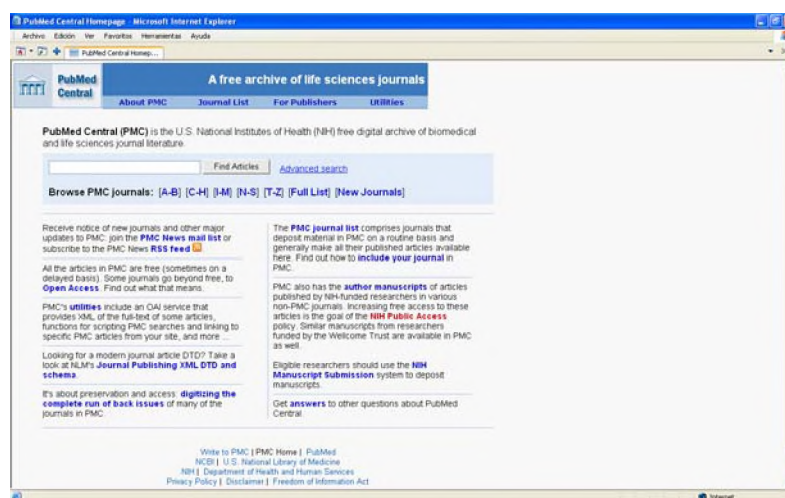 PubMed Central Homepage - Microsoft Internet Explorer
Archivo Edición Ver Favoritos Herramientas Ayuda
PubMed Central Homep...
PubMed
Central
A free archive of life sciences journals
About PMC Journal List For Publishers Utilities
PubMed Central (PMC) is the U.S. National Institutes of Health (NIH) free digital archive of biomedical
and life sciences journal literature.
Find Articles Advanced search
Browse PMC journals: [A-B] [C-H] [I-M] [N-S] [T-Z] [Full List] [New Journals]
Receive notice of new journals and other major
updates to PMC: join the PMC News mail list or
subscribe to the PMC News RSS feed
All the articles in PMC are free (sometimes on a
delayed basis). Some journals go beyond free, to
Open Access. Find out what that means.
PMC's utilities include an OAI service that
provides XML of the full-text of some articles,
functions for scripting PMC searches and linking to
specific PMC articles from your site, and more ...
Looking for a modern journal article DTD? Take a
look at NLM's Journal Publishing XML DTD and
schema.
It's about preservation and access: digitizing the
complete run of back issues of many of the
journals in PMC.
The PMC journal list comprises journals that
deposit material in PMC on a routine basis and
generally make all their published articles available
here. Find out how to include your journal in
PMC.
PMC also has the author manuscripts of articles
published by NIH-funded researchers in various
non-PMC journals. Increasing free access to these
articles is the goal of the NIH Public Access
policy. Similar manuscripts from researchers
funded by the Wellcome Trust are available in PMC
as well.
Eligible researchers should use the NIH
Manuscript Submission system to deposit
manuscripts.
Get answers to other questions about PubMed
Central.
Write to PMC | PMC Home | PubMed
NCBI | U.S. National Library of Medicine
NIH | Department of Health and Human Services
Privacy Policy | Disclaimer | Freedom of Information Act
Internet